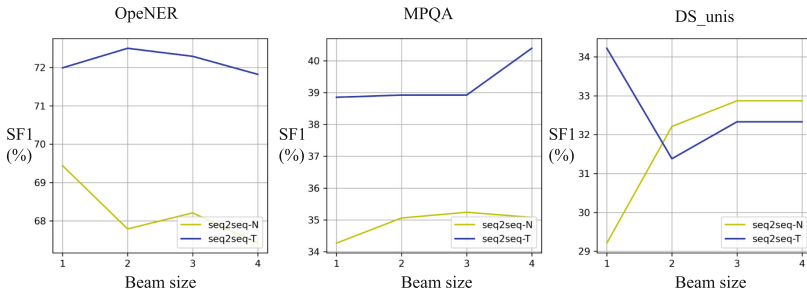 OpeNER
72
71
70
69
68
SF1
(%)
1 2 3 4
seq2seq-N
seq2seq-T
Beam size
MPQA
40
39
38
37
36
35
34
SF1
(%)
1 2 3 4
seq2seq-N
seq2seq-T
Beam size
DS_unis
34
33
32
31
30
29
SF1
(%)
1 2 3 4
seq2seq-N
seq2seq-T
Beam size